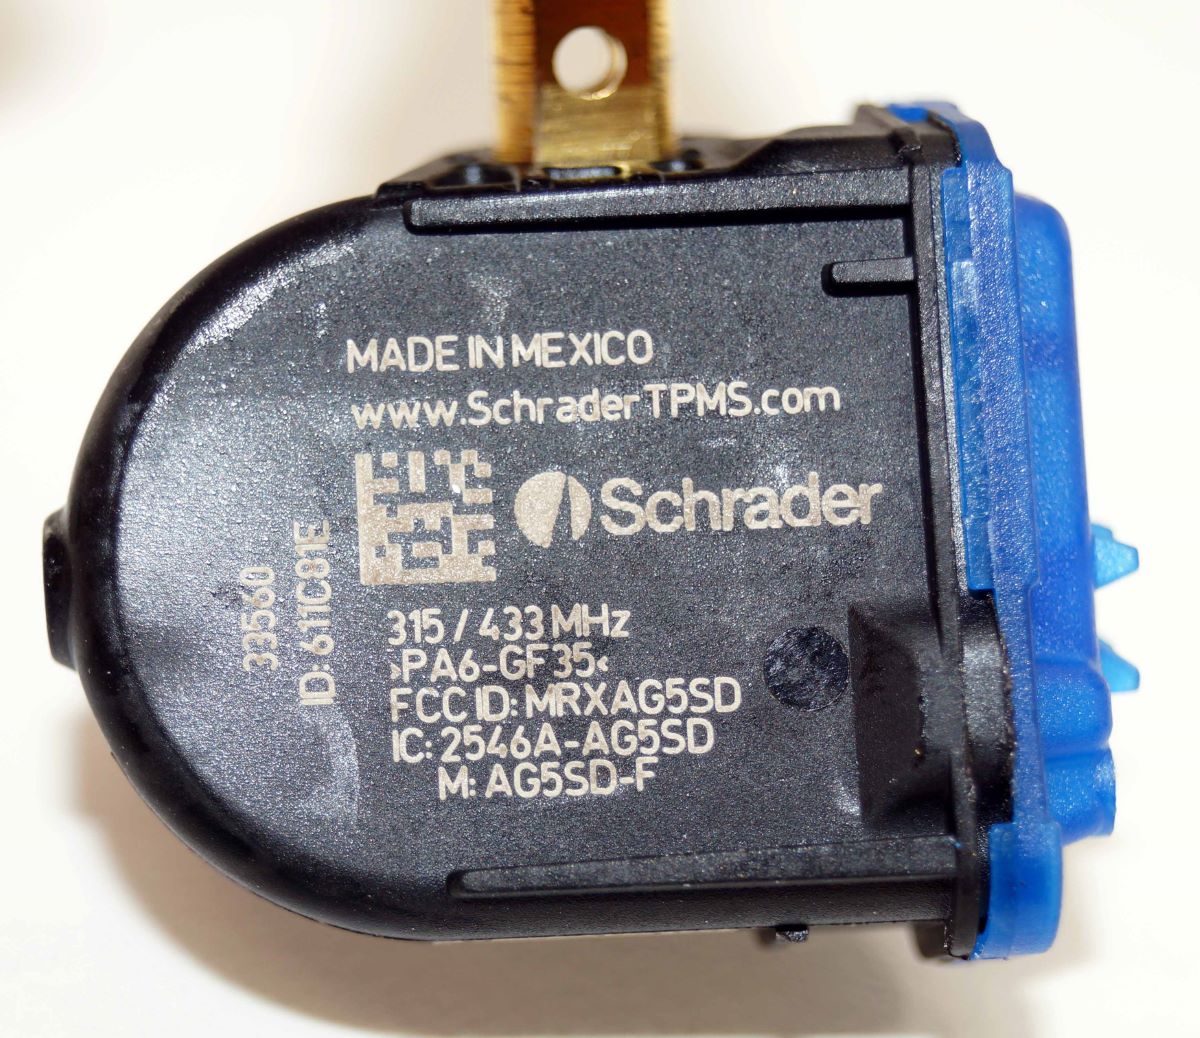 MADE IN MEXICO
www.SchraderTPMS.com
Schrader
33560
ID: 611C81E
315 / 433 MHz
>PA6-GF35<
FCC ID: MRXAG5SD
IC: 2546A-AG5SD
M: AG5SD-F